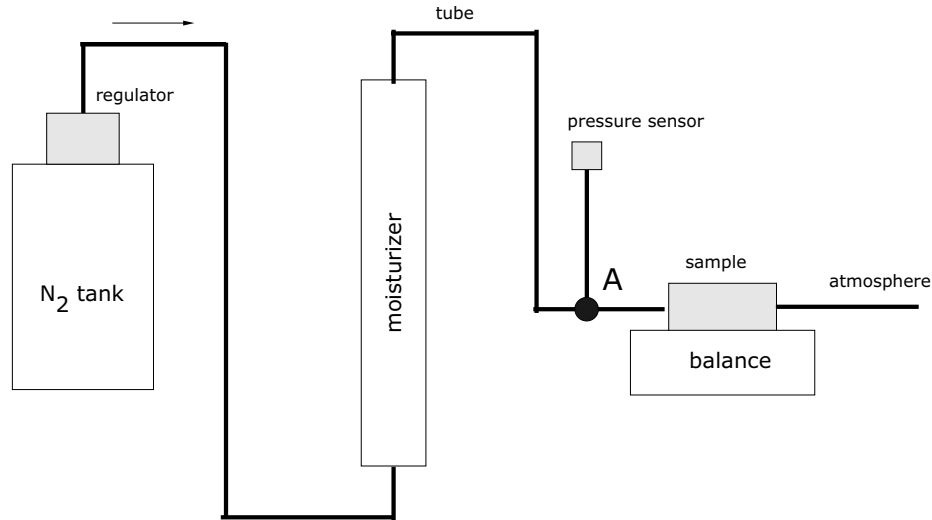 tube
regulator
pressure sensor
N2 tank
moisturizer
A
sample
atmosphere
balance